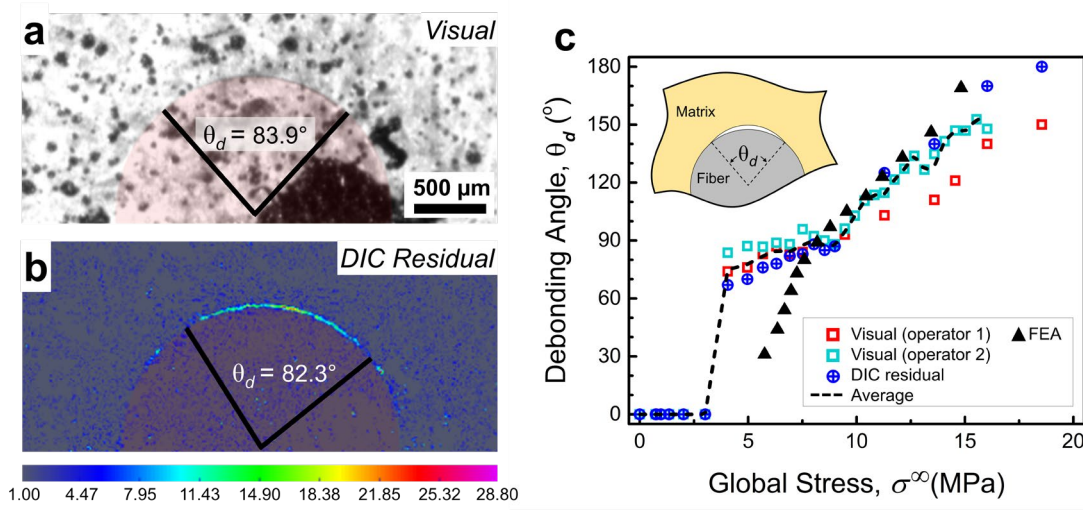 a
Visual
θd = 83.9°
500 μm
b
DIC Residual
θd = 82.3°
1.00 4.47 7.95 11.43 14.90 18.38 21.85 25.32 28.80
c
Debonding Angle, θd (°)
180
150
120
90
60
30
0
Matrix
θd
Fiber
Visual (operator 1)
FEA
Visual (operator 2)
DIC residual
Average
0 5 10 15 20
Global Stress, σ∞(MPa)